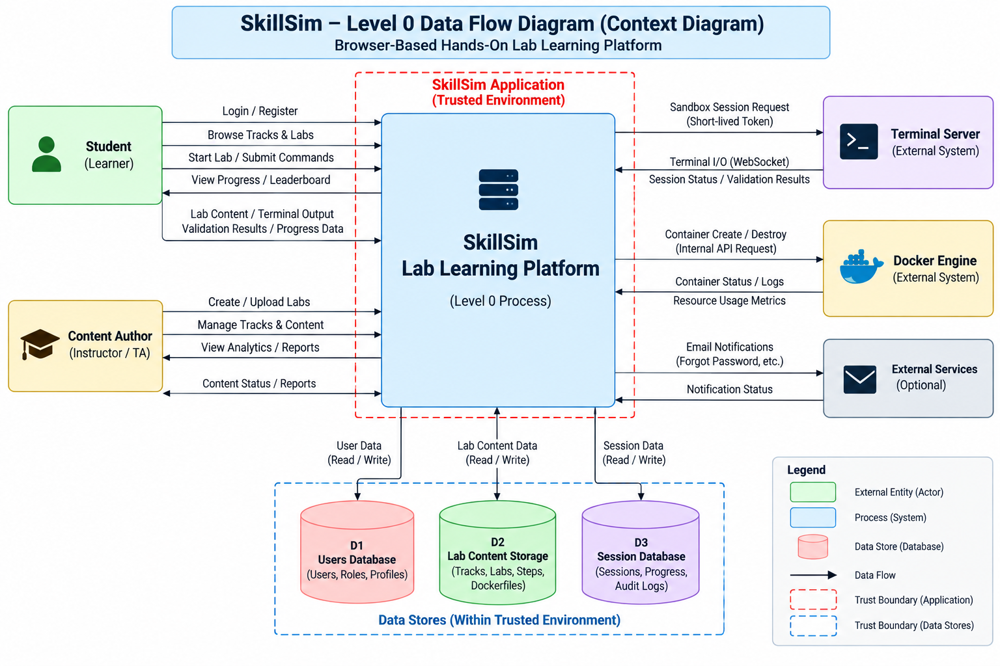 SkillSim – Level 0 Data Flow Diagram (Context Diagram)
Browser-Based Hands-On Lab Learning Platform
SkillSim Application
(Trusted Environment)
Student
(Learner)
Login / Register
Browse Tracks & Labs
Start Lab / Submit Commands
View Progress / Leaderboard
Lab Content / Terminal Output
Validation Results / Progress Data
Content Author
(Instructor / TA)
Create / Upload Labs
Manage Tracks & Content
View Analytics / Reports
Content Status / Reports
SkillSim
Lab Learning Platform
(Level 0 Process)
Sandbox Session Request
(Short-lived Token)
Terminal I/O (WebSocket)
Session Status / Validation Results
Terminal Server
(External System)
Container Create / Destroy
(Internal API Request)
Container Status / Logs
Resource Usage Metrics
Docker Engine
(External System)
Email Notifications
(Forgot Password, etc.)
Notification Status
External Services
(Optional)
User Data
(Read / Write)
Lab Content Data
(Read / Write)
Session Data
(Read / Write)
D1
Users Database
(Users, Roles, Profiles)
D2
Lab Content Storage
(Tracks, Labs, Steps,
Dockerfiles)
D3
Session Database
(Sessions, Progress,
Audit Logs)
Data Stores (Within Trusted Environment)
Legend
External Entity (Actor)
Process (System)
Data Store (Database)
Data Flow
Trust Boundary (Application)
Trust Boundary (Data Stores)